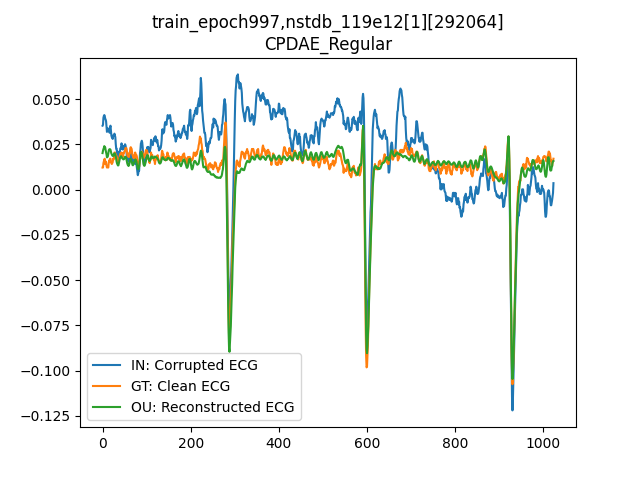 train_epoch997,nstdb_119e12[1][292064]
CPDAE_Regular
0.050
0.025
0.000
−0.025
−0.050
−0.075
−0.100
−0.125
IN: Corrupted ECG
GT: Clean ECG
OU: Reconstructed ECG
0 200 400 600 800 1000